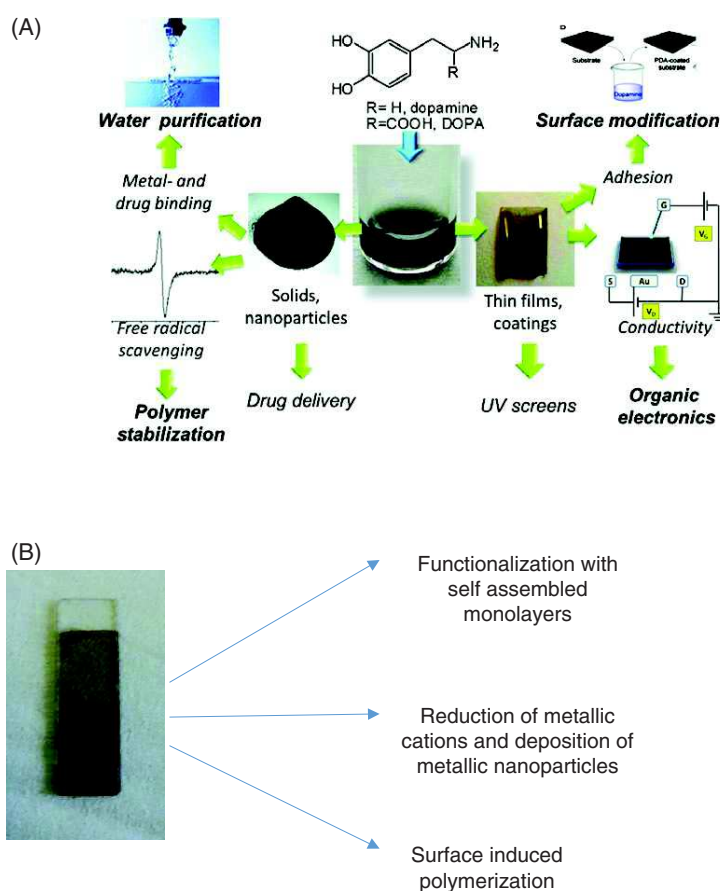 (A)
Water purification
HO
HO
NH2
R
R= H, dopamine
R=COOH, DOPA
Substrate
PDA-coated
substrate
Dopamine
Surface modification
Metal- and
drug binding
Adhesion
Solids,
nanoparticles
Thin films,
coatings
G
VG
S
Au
D
VD
Conductivity
Free radical
scavenging
Polymer
stabilization
Drug delivery
UV screens
Organic
electronics
(B)
Functionalization with
self assembled
monolayers
Reduction of metallic
cations and deposition of
metallic nanoparticles
Surface induced
polymerization